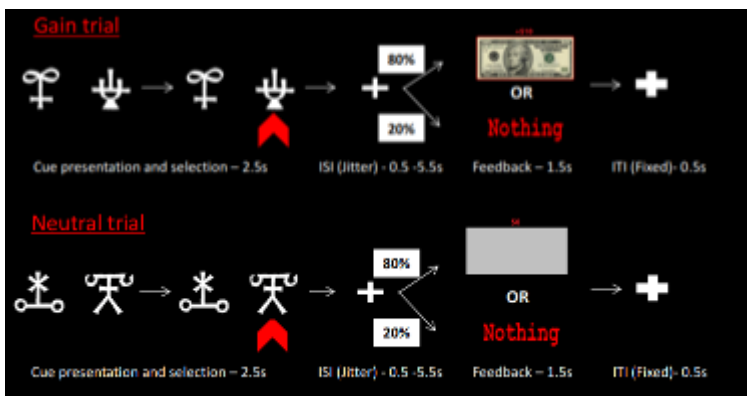 Gain trial
80%
OR
20%
Nothing
Cue presentation and selection – 2.5s
ISI (Jitter) - 0.5 -5.5s
Feedback – 1.5s
ITI (Fixed)- 0.5s
Neutral trial
80%
OR
20%
Nothing
Cue presentation and selection – 2.5s
ISI (Jitter) - 0.5 -5.5s
Feedback – 1.5s
ITI (Fixed)- 0.5s